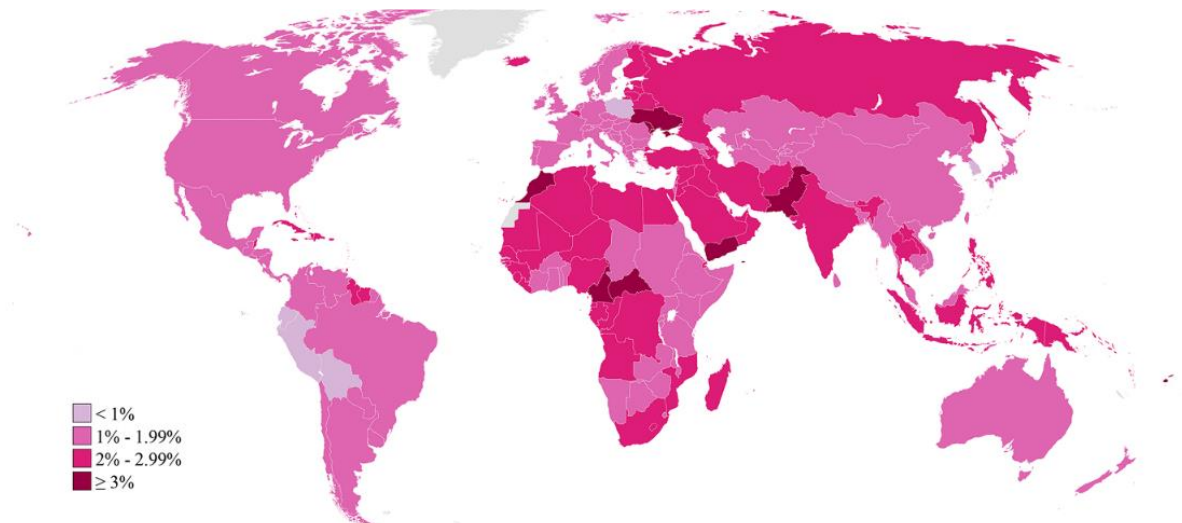 < 1%
1% - 1.99%
2% - 2.99%
≥ 3%